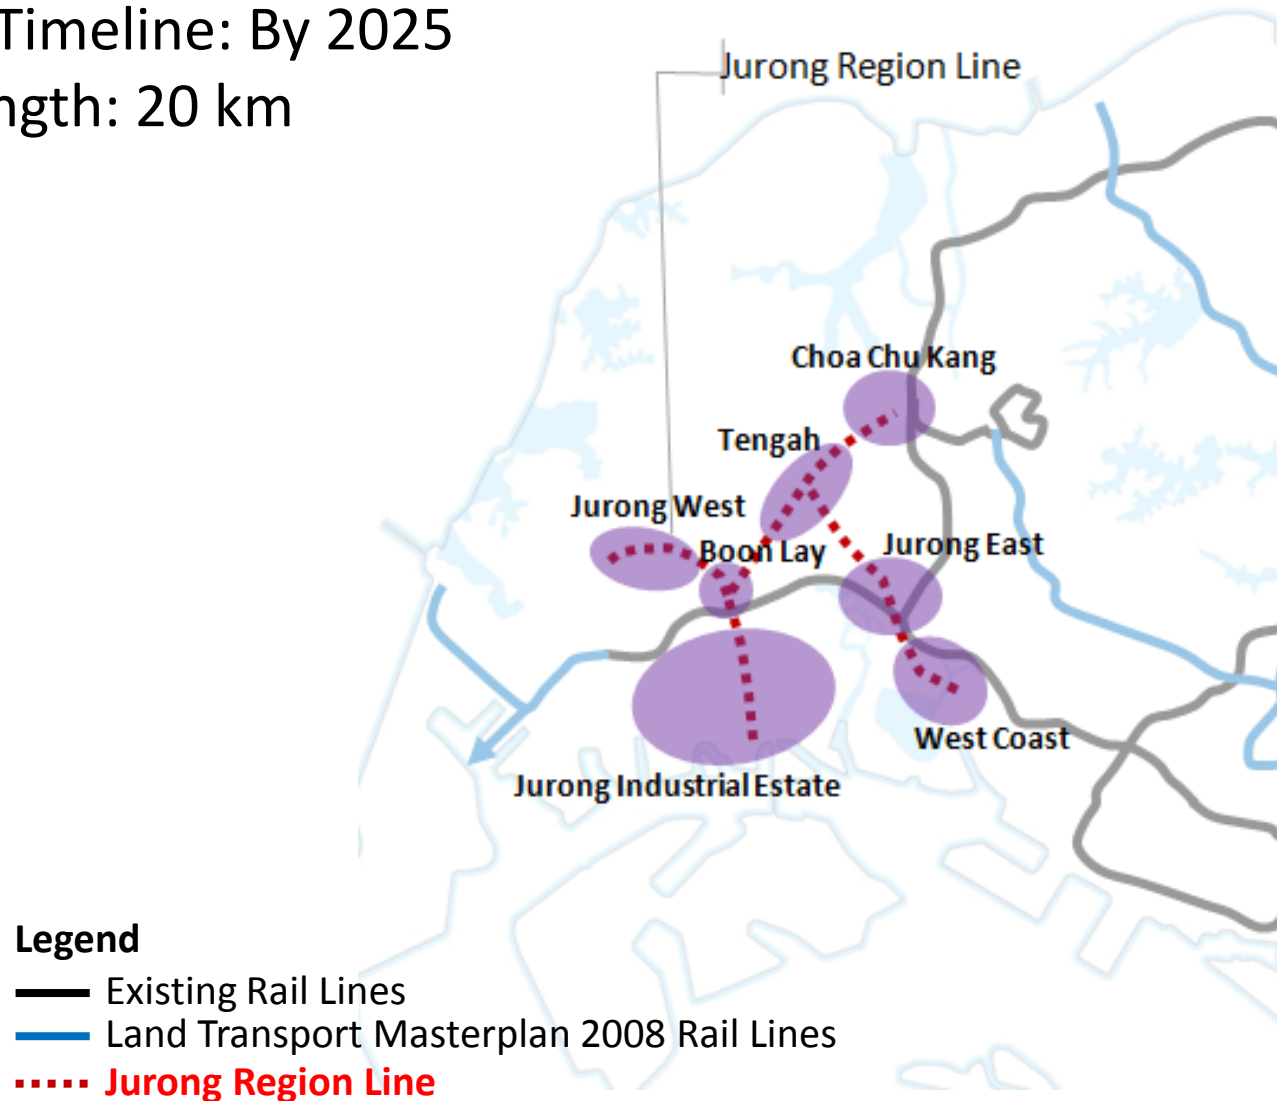 Timeline: By 2025
ngth: 20 km
Jurong Region Line
Choa Chu Kang
Tengah
Jurong West
Boon Lay
Jurong East
West Coast
Jurong Industrial Estate
Legend
Existing Rail Lines
Land Transport Masterplan 2008 Rail Lines
Jurong Region Line